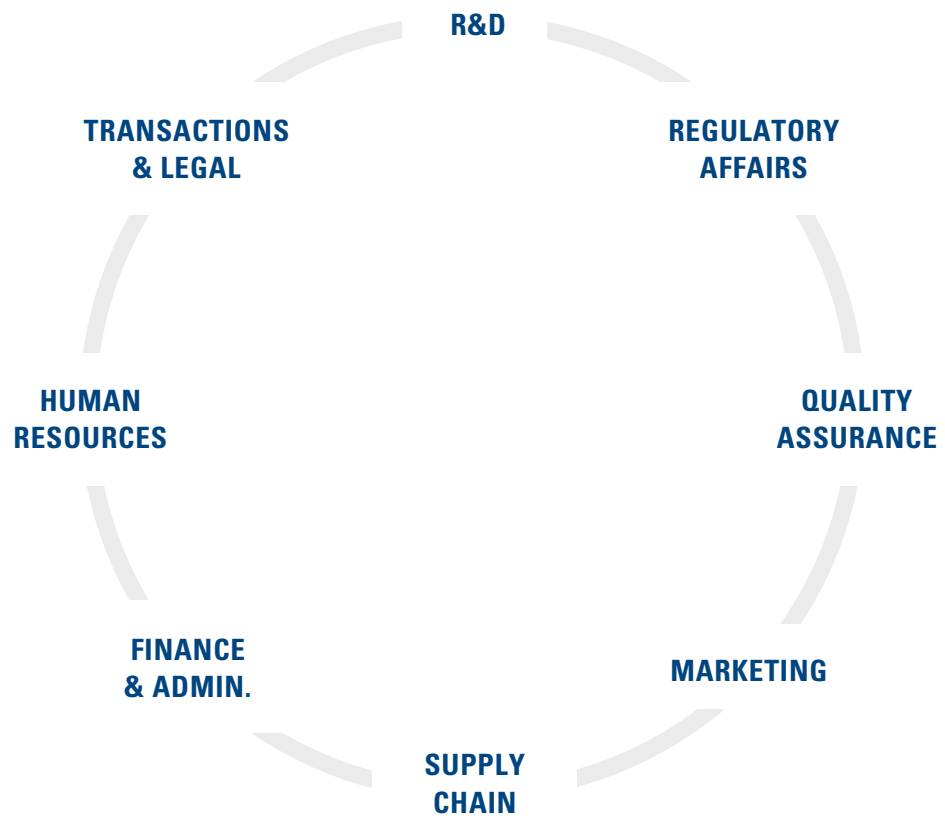 R&D
REGULATORY
AFFAIRS
QUALITY
ASSURANCE
MARKETING
SUPPLY
CHAIN
FINANCE
& ADMIN.
HUMAN
RESOURCES
TRANSACTIONS
& LEGAL